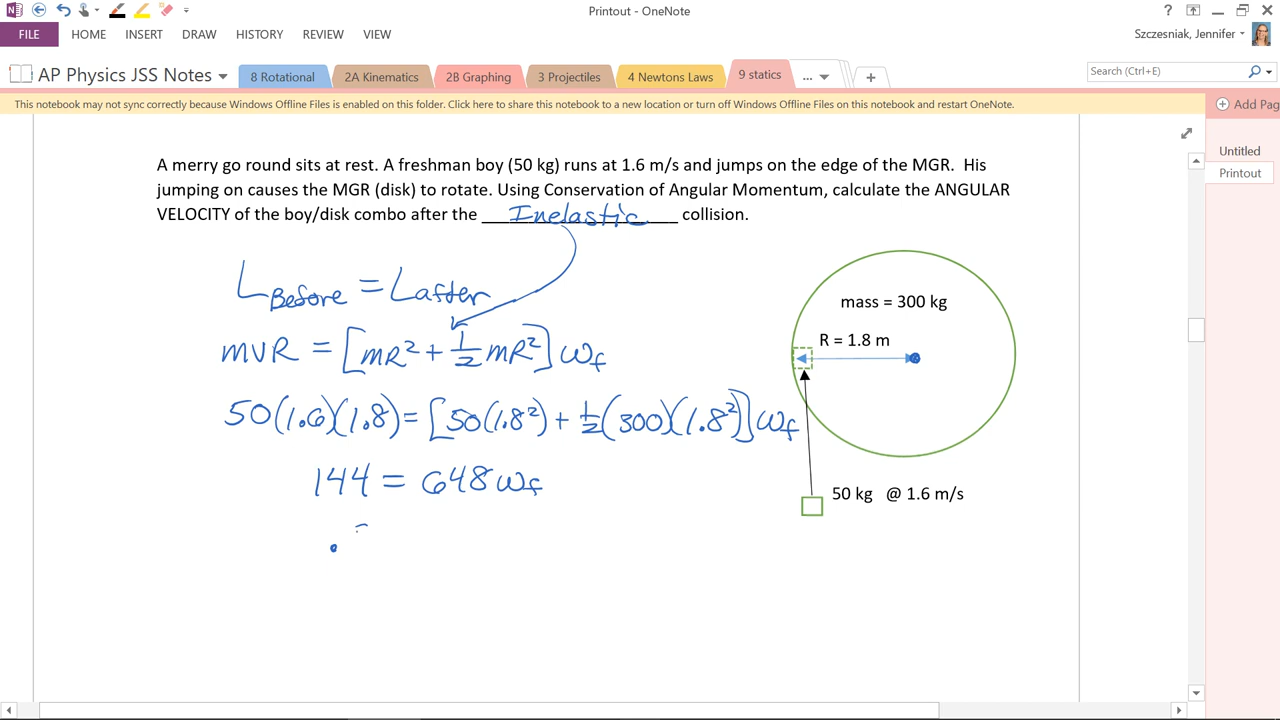 Printout - OneNote
FILE HOME INSERT DRAW HISTORY REVIEW VIEW
Szczesniak, Jennifer
AP Physics JSS Notes
8 Rotational
2A Kinematics
2B Graphing
3 Projectiles
4 Newtons Laws
9 statics
...
Search (Ctrl+E)
This notebook may not sync correctly because Windows Offline Files is enabled on this folder. Click here to share this notebook to a new location or turn off Windows Offline Files on this notebook and restart OneNote.
Add Pag
Untitled
Printout
A merry go round sits at rest. A freshman boy (50 kg) runs at 1.6 m/s and jumps on the edge of the MGR. His
jumping on causes the MGR (disk) to rotate. Using Conservation of Angular Momentum, calculate the ANGULAR
VELOCITY of the boy/disk combo after the Inelastic collision.
L Before = L after
mVR = [mR² + 1/2 mR²] ωf
50(1.6)(1.8) = [50(1.8²) + 1/2 (300)(1.8²)] ωf
144 = 648 ωf
mass = 300 kg
R = 1.8 m
50 kg @ 1.6 m/s